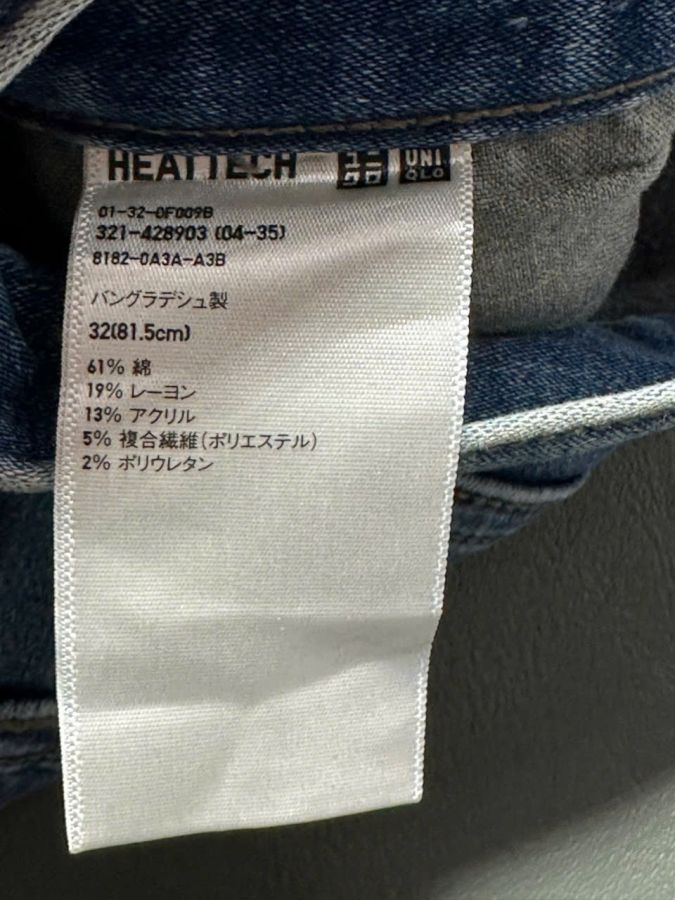 HEATTECH
UNI
QLO
01-32-0F009B
321-428903 (04-35)
8182-0A3A-A3B
バングラデシュ製
32(81.5cm)
61% 綿
19% レーヨン
13% アクリル
5% 複合繊維(ポリエステル)
2% ポリウレタン